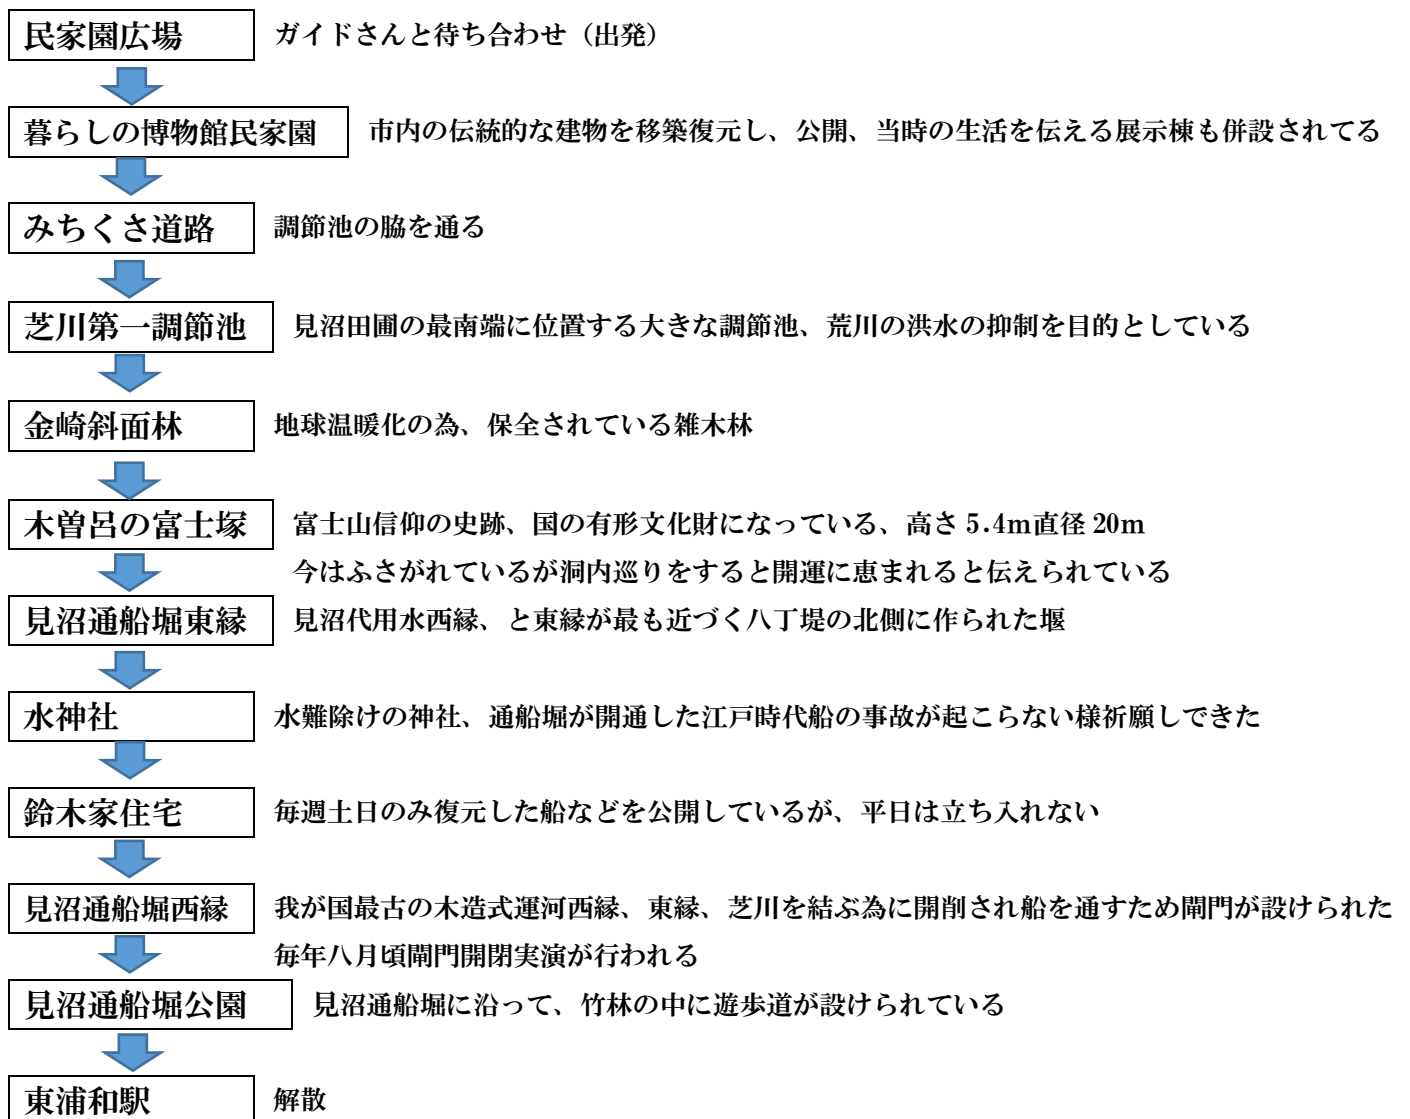 民家園広場 ガイドさんと待ち合わせ（出発）
暮らしの博物館民家園 市内の伝統的な建物を移築復元し、公開、当時の生活を伝える展示棟も併設されてる
みちくさ道路 調節池の脇を通る
芝川第一調節池 見沼田圃の最南端に位置する大きな調節池、荒川の洪水の抑制を目的としている
金崎斜面林 地球温暖化の為、保全されている雑木林
木曽呂の富士塚 富士山信仰の史跡、国の有形文化財になっている、高さ 5.4m直径 20m
今はふさがれているが洞内巡りをすると開運に恵まれると伝えられている
見沼通船堀東縁 見沼代用水西縁、と東縁が最も近づく八丁堤の北側に作られた堰
水神社 水難除けの神社、通船堀が開通した江戸時代船の事故が起こらない様祈願しできた
鈴木家住宅 毎週土日のみ復元した船などを公開しているが、平日は立ち入れない
見沼通船堀西縁 我が国最古の木造式運河西縁、東縁、芝川を結ぶ為に開削され船を通すため閘門が設けられた
毎年八月頃閘門開閉実演が行われる
見沼通船堀公園 見沼通船堀に沿って、竹林の中に遊歩道が設けられている
東浦和駅 解散